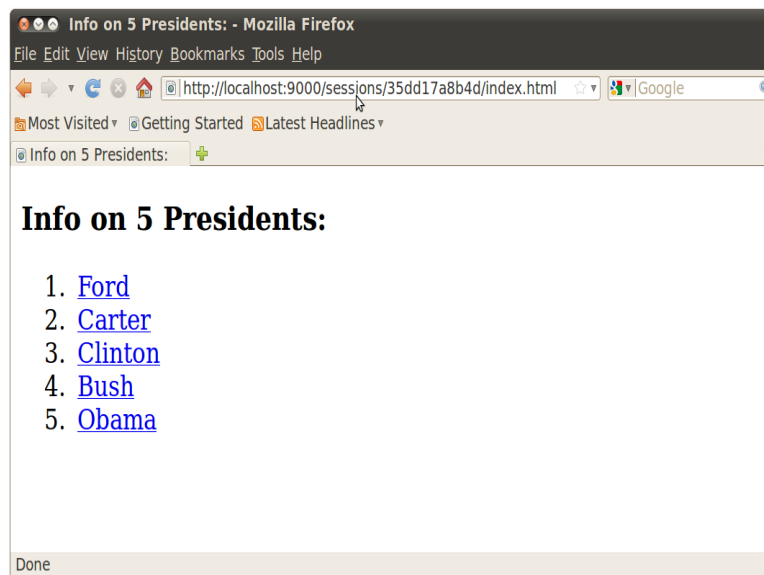 Info on 5 Presidents: - Mozilla Firefox
File Edit View History Bookmarks Tools Help
http://localhost:9000/sessions/35dd17a8b4d/index.html Google
Most Visited Getting Started Latest Headlines
Info on 5 Presidents:
Info on 5 Presidents:
1. Ford
2. Carter
3. Clinton
4. Bush
5. Obama
Done